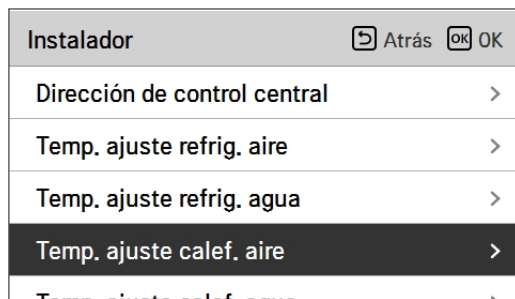 Instalador Atrás OK OK
Dirección de control central >
Temp. ajuste refrig. aire >
Temp. ajuste refrig. agua >
Temp. ajuste calef. aire >